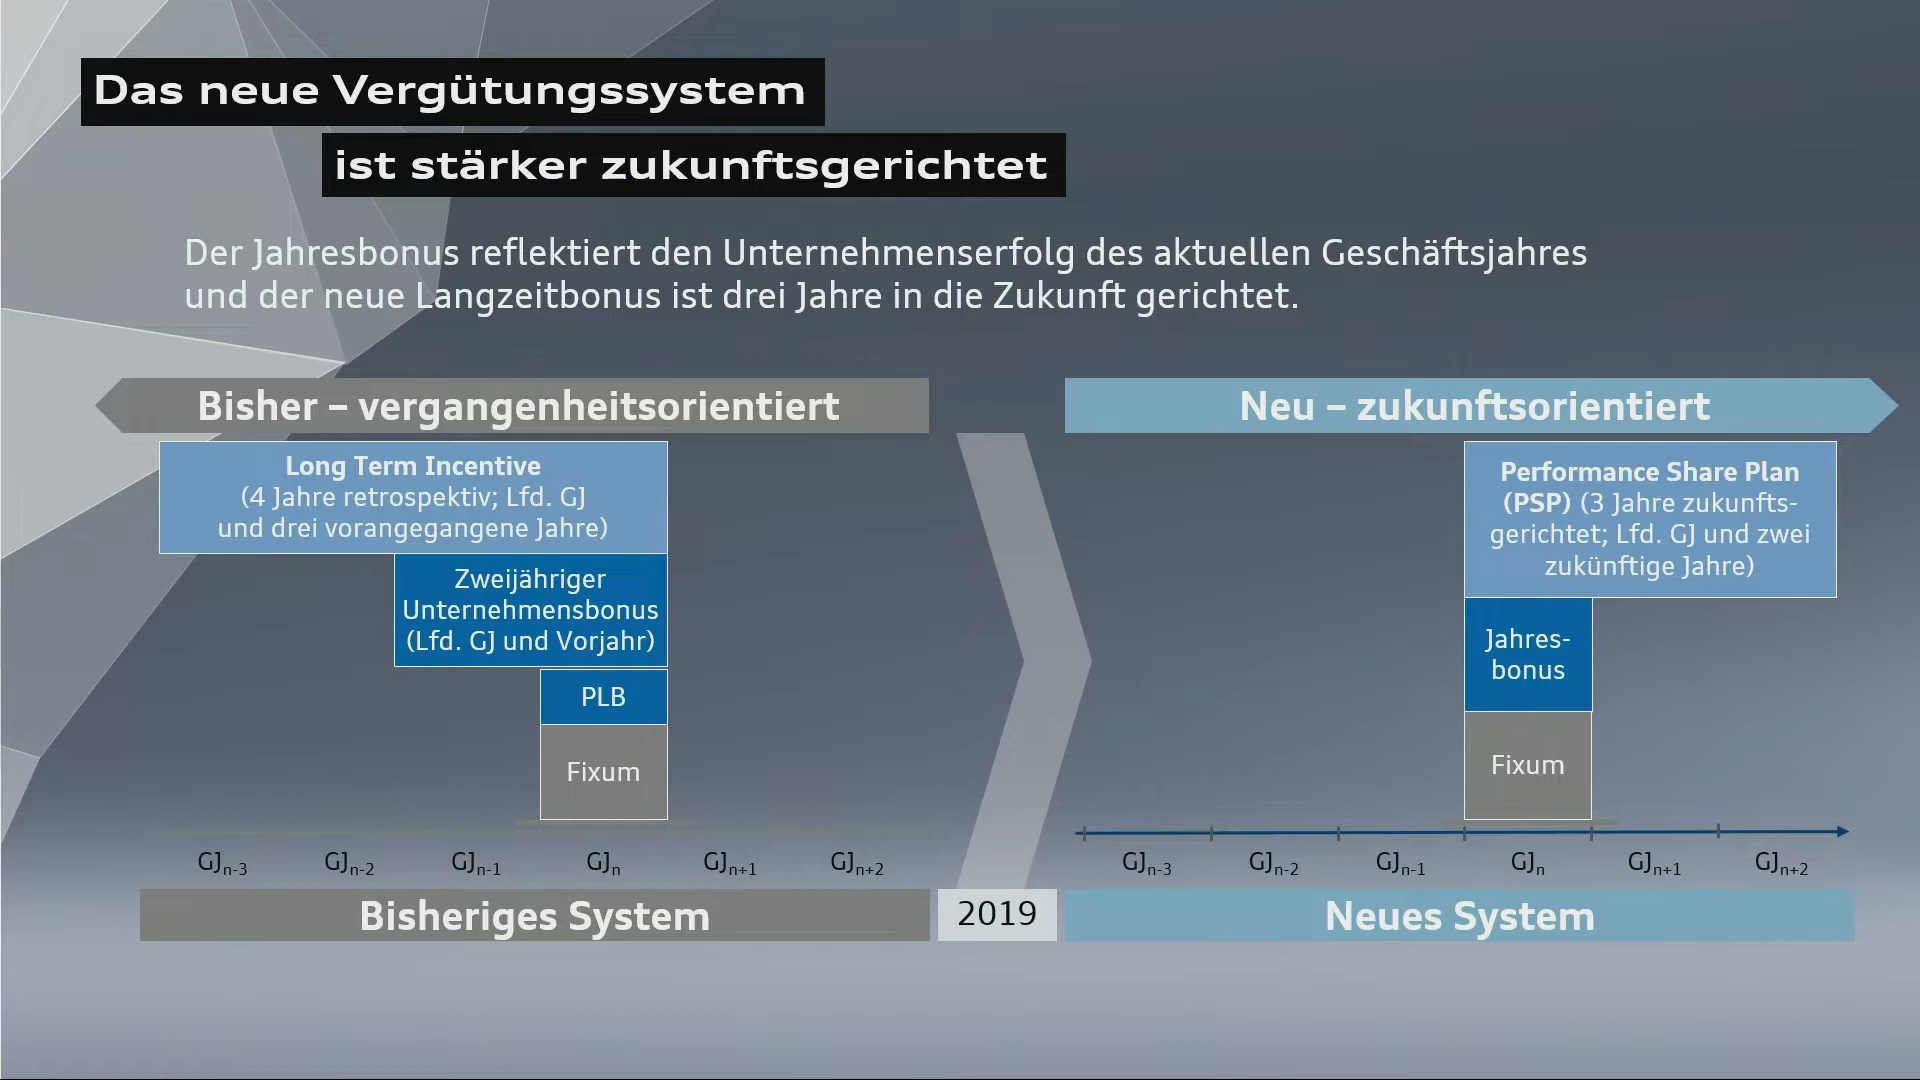 Das neue Vergütungssystem
ist stärker zukunftsgerichtet
Der Jahresbonus reflektiert den Unternehmenserfolg des aktuellen Geschäftsjahres
und der neue Langzeitbonus ist drei Jahre in die Zukunft gerichtet.
Bisher – vergangenheitsorientiert
Long Term Incentive
(4 Jahre retrospektiv; Lfd. GJ
und drei vorangegangene Jahre)
Zweijähriger
Unternehmensbonus
(Lfd. GJ und Vorjahr)
PLB
Fixum
GJn-3 GJn-2 GJn-1 GJn GJn+1 GJn+2
Bisheriges System
2019
Neu – zukunftsorientiert
Performance Share Plan
(PSP) (3 Jahre zukunfts-
gerichtet; Lfd. GJ und zwei
zukünftige Jahre)
Jahres-
bonus
Fixum
GJn-3 GJn-2 GJn-1 GJn GJn+1 GJn+2
Neues System